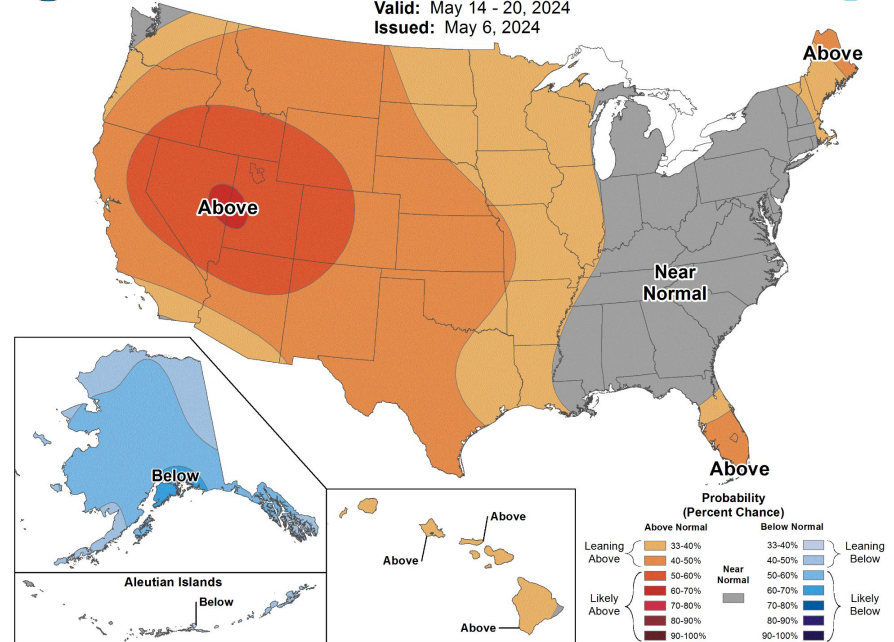 Valid: May 14 - 20, 2024
Issued: May 6, 2024
Above
Above
Near
Normal
Above
Below
Aleutian Islands
Below
Above
Above
Above
Probability
(Percent Chance)
Above Normal
Below Normal
Leaning
Above
33-40%
40-50%
Likely
Above
50-60%
60-70%
70-80%
80-90%
90-100%
Near
Normal
33-40%
40-50%
Leaning
Below
50-60%
60-70%
70-80%
80-90%
90-100%
Likely
Below